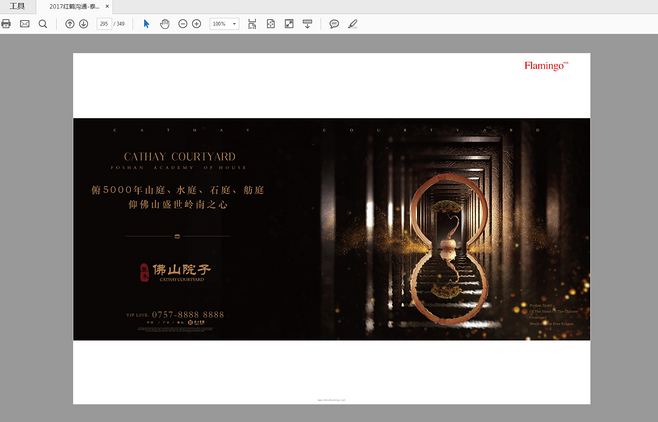 工具
2017红鹤沟通-泰... ×
295 / 349
100%
Flamingo™
C A T H A Y C O U R T Y A R D
CATHAY COURTYARD
FOSHAN ACADEMY OF HOUSE
俯5000年山庭、水庭、石庭、舫庭
仰佛山盛世岭南之心
佛山院子
CATHAY COURTYARD
VIP LIVE: 0757-8888 8888